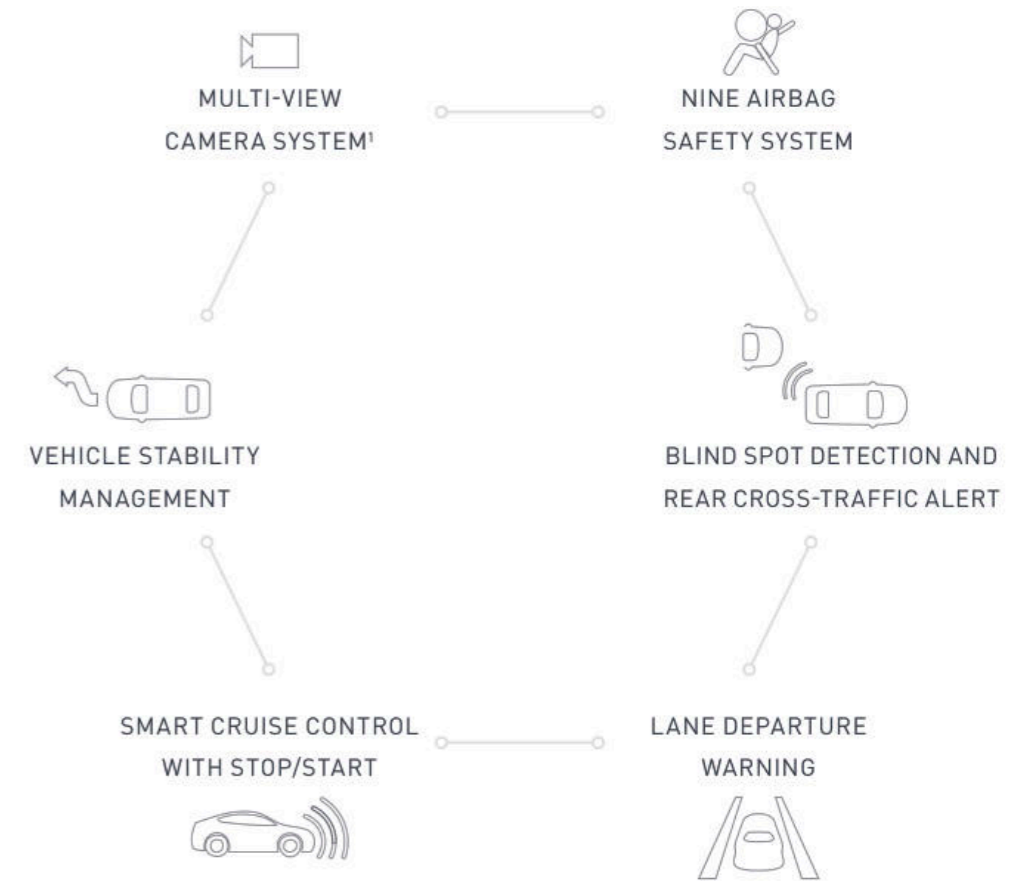 MULTI-VIEW
CAMERA SYSTEM¹
NINE AIRBAG
SAFETY SYSTEM
VEHICLE STABILITY
MANAGEMENT
BLIND SPOT DETECTION AND
REAR CROSS-TRAFFIC ALERT
SMART CRUISE CONTROL
WITH STOP/START
LANE DEPARTURE
WARNING